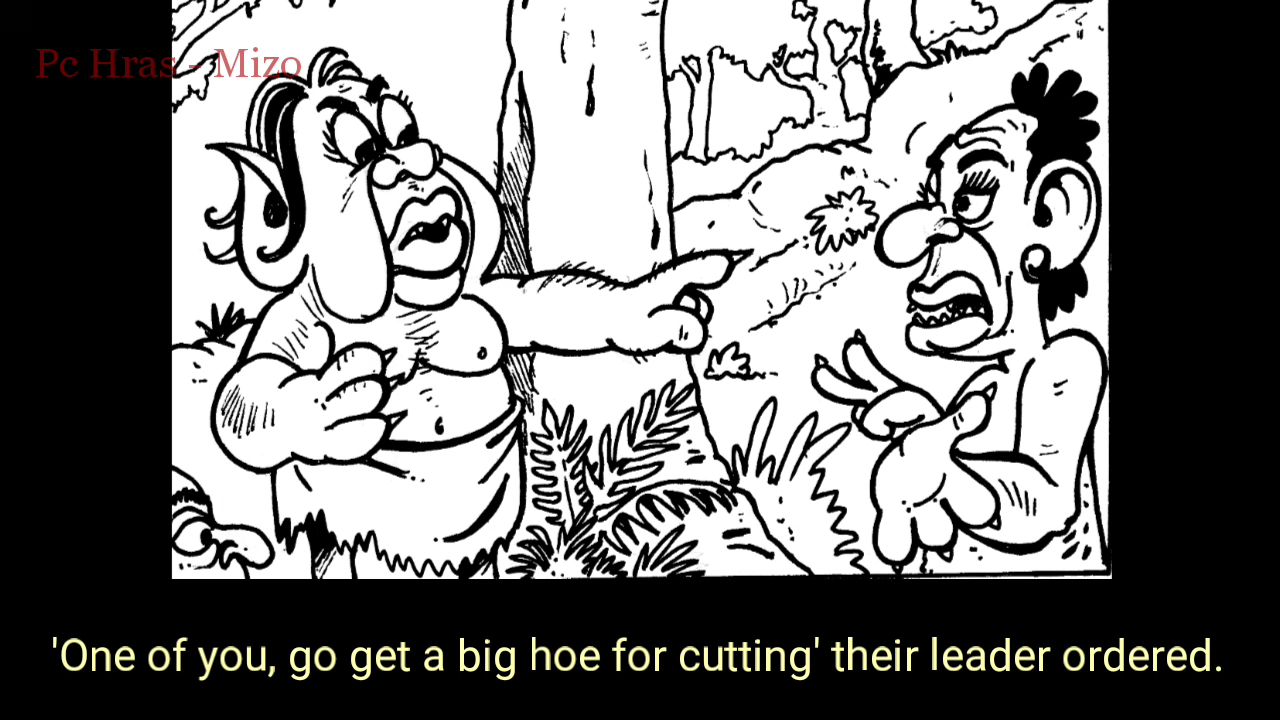 Pc Hras - Mizo
'One of you, go get a big hoe for cutting' their leader ordered.